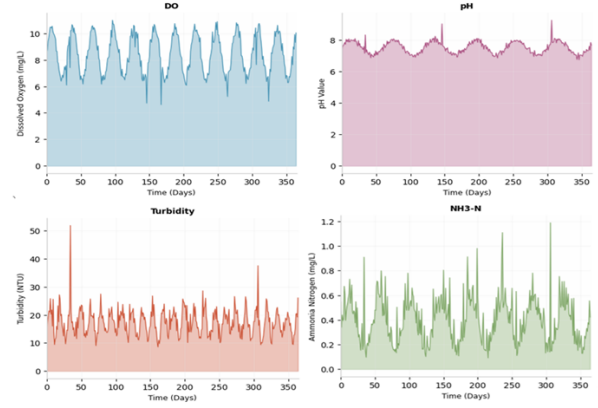 DO
Dissolved Oxygen (mg/L)
10
8
6
4
2
0
0 50 100 150 200 250 300 350
Time (Days)
pH
pH Value
8
6
4
2
0
0 50 100 150 200 250 300 350
Time (Days)
Turbidity
Turbidity (NTU)
50
40
30
20
10
0
0 50 100 150 200 250 300 350
Time (Days)
NH3-N
Ammonia Nitrogen (mg/L)
1.2
1.0
0.8
0.6
0.4
0.2
0.0
0 50 100 150 200 250 300 350
Time (Days)